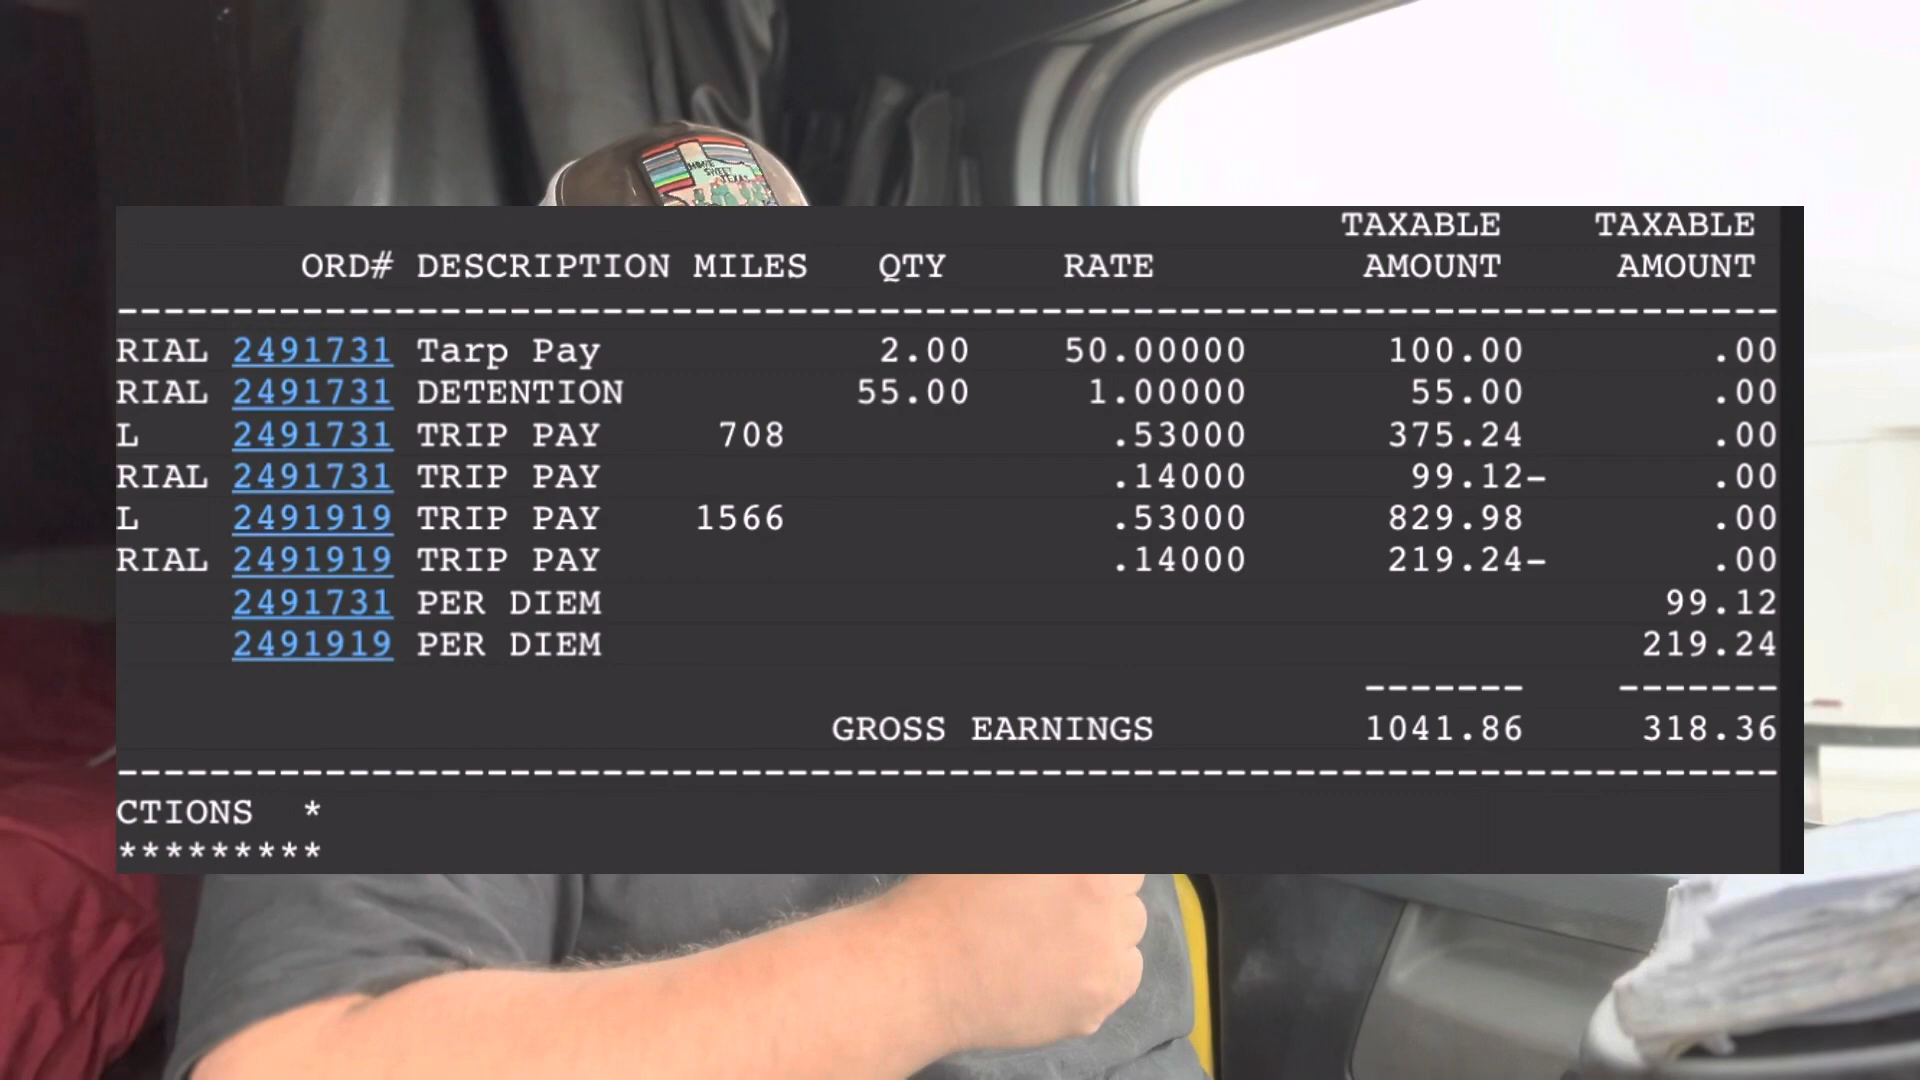 HOME
SWEET
TEXAS
TAXABLE TAXABLE
ORD# DESCRIPTION MILES QTY RATE AMOUNT AMOUNT
--------------------------------------------------------------------------------
RIAL 2491731 Tarp Pay 2.00 50.00000 100.00 .00
RIAL 2491731 DETENTION 55.00 1.00000 55.00 .00
L 2491731 TRIP PAY 708 .53000 375.24 .00
RIAL 2491731 TRIP PAY .14000 99.12- .00
L 2491919 TRIP PAY 1566 .53000 829.98 .00
RIAL 2491919 TRIP PAY .14000 219.24- .00
2491731 PER DIEM 99.12
2491919 PER DIEM 219.24
------- -------
GROSS EARNINGS 1041.86 318.36
--------------------------------------------------------------------------------
CTIONS *
*********